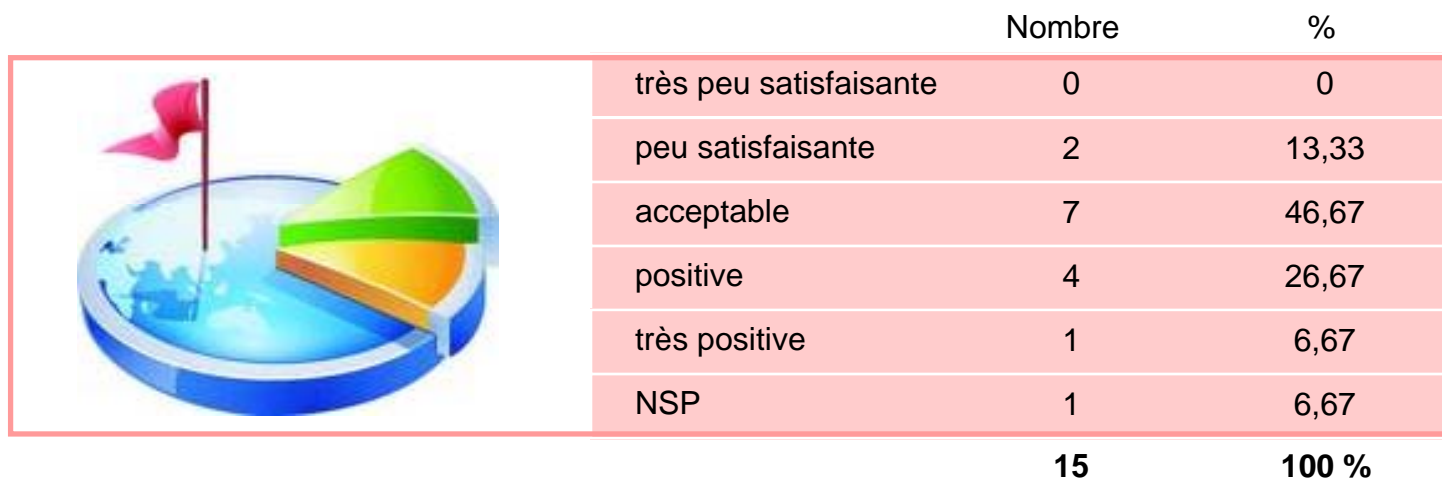 Nombre %
très peu satisfaisante 0 0
peu satisfaisante 2 13,33
acceptable 7 46,67
positive 4 26,67
très positive 1 6,67
NSP 1 6,67
15 100 %